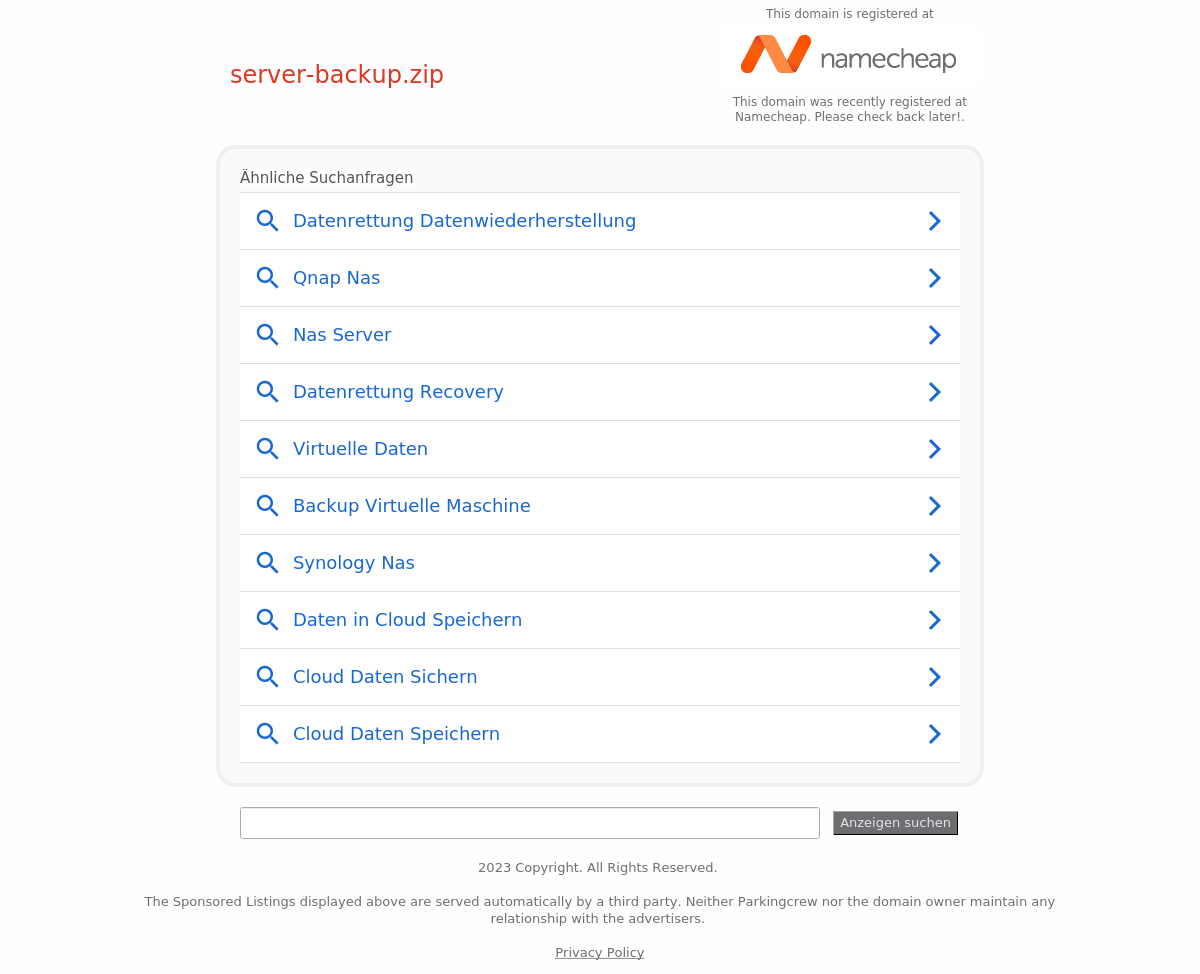 This domain is registered at
namecheap
server-backup.zip
This domain was recently registered at
Namecheap. Please check back later!.
Ähnliche Suchanfragen
Datenrettung Datenwiederherstellung
Qnap Nas
Nas Server
Datenrettung Recovery
Virtuelle Daten
Backup Virtuelle Maschine
Synology Nas
Daten in Cloud Speichern
Cloud Daten Sichern
Cloud Daten Speichern
Anzeigen suchen
2023 Copyright. All Rights Reserved.
The Sponsored Listings displayed above are served automatically by a third party. Neither Parkingcrew nor the domain owner maintain any
relationship with the advertisers.
Privacy Policy